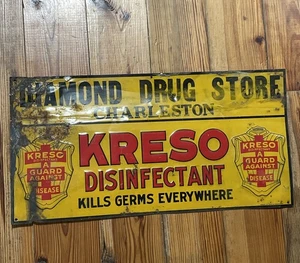 DIAMOND DRUG STORE
CHARLESTON
KRESO
DISINFECTANT
KILLS GERMS EVERYWHERE
KRESO
A
GUARD
AGAINST
DISEASE
KRESO
A
GUARD
AGAINST
DISEASE